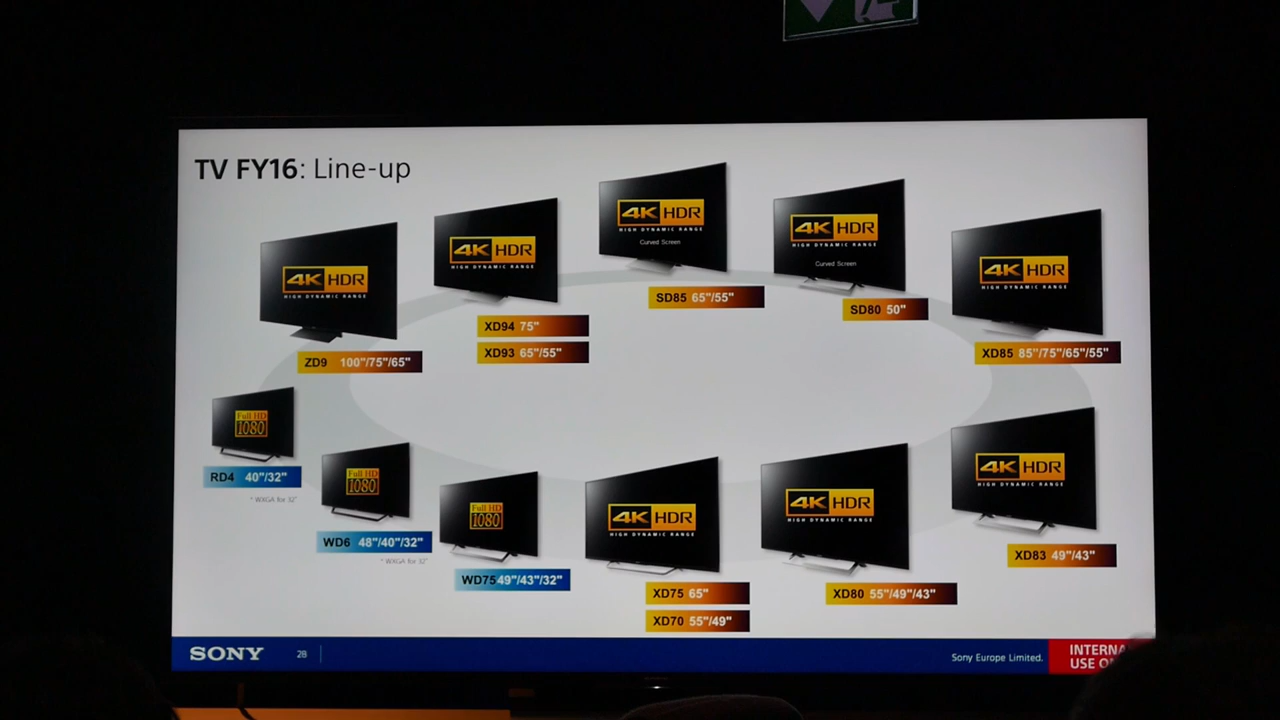 TV FY16: Line-up
4K HDR
HIGH DYNAMIC RANGE
ZD9 100"/75"/65"
4K HDR
HIGH DYNAMIC RANGE
XD94 75"
XD93 65"/55"
4K HDR
HIGH DYNAMIC RANGE
Curved Screen
SD85 65"/55"
4K HDR
HIGH DYNAMIC RANGE
Curved Screen
SD80 50"
4K HDR
HIGH DYNAMIC RANGE
XD85 85"/75"/65"/55"
Full HD
1080
RD4 40"/32"
* WXGA for 32"
Full HD
1080
WD6 48"/40"/32"
* WXGA for 32"
Full HD
1080
WD75 49"/43"/32"
4K HDR
HIGH DYNAMIC RANGE
XD75 65"
XD70 55"/49"
4K HDR
HIGH DYNAMIC RANGE
XD80 55"/49"/43"
4K HDR
HIGH DYNAMIC RANGE
XD83 49"/43"
SONY
28
Sony Europe Limited.
INTERNA
USE O